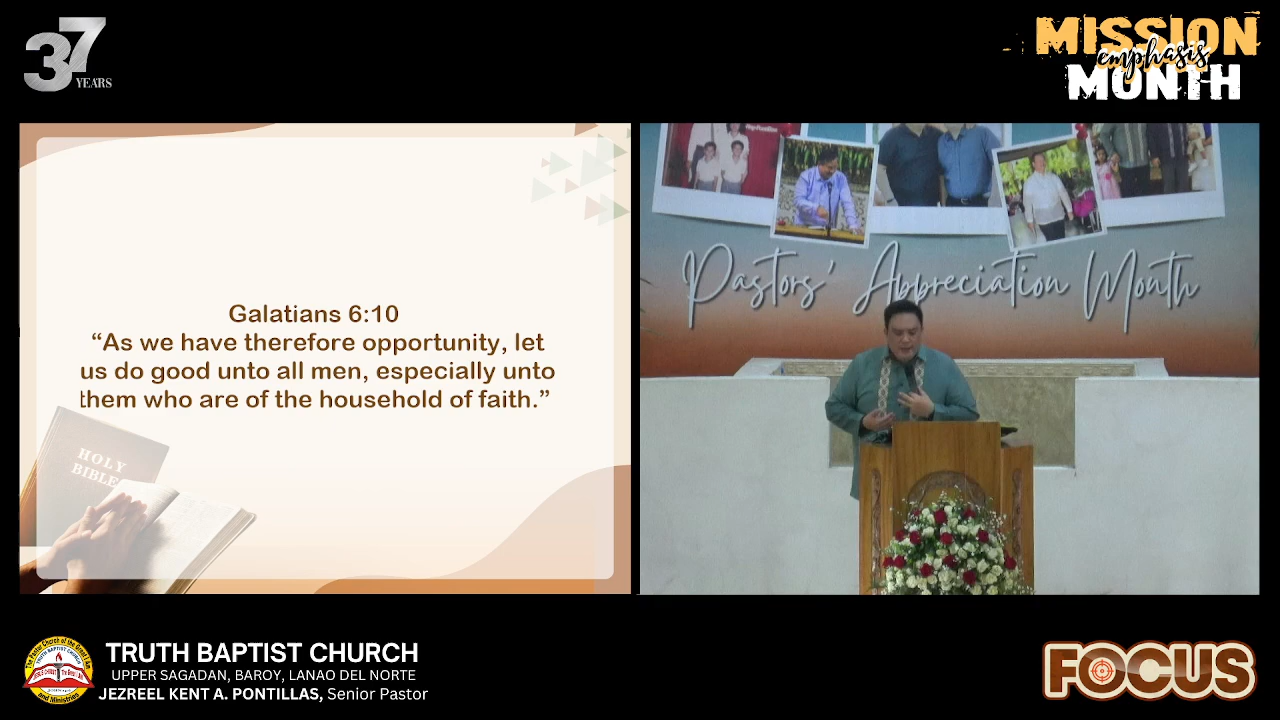 37
YEARS
MISSION
emphasis
MONTH
Galatians 6:10
“As we have therefore opportunity, let
us do good unto all men, especially unto
them who are of the household of faith.”
HOLY
BIBLE
Pastors' Appreciation Month
TRUTH BAPTIST CHURCH
UPPER SAGADAN, BAROY, LANAO DEL NORTE
JEZREEL KENT A. PONTILLAS, Senior Pastor
FOCUS